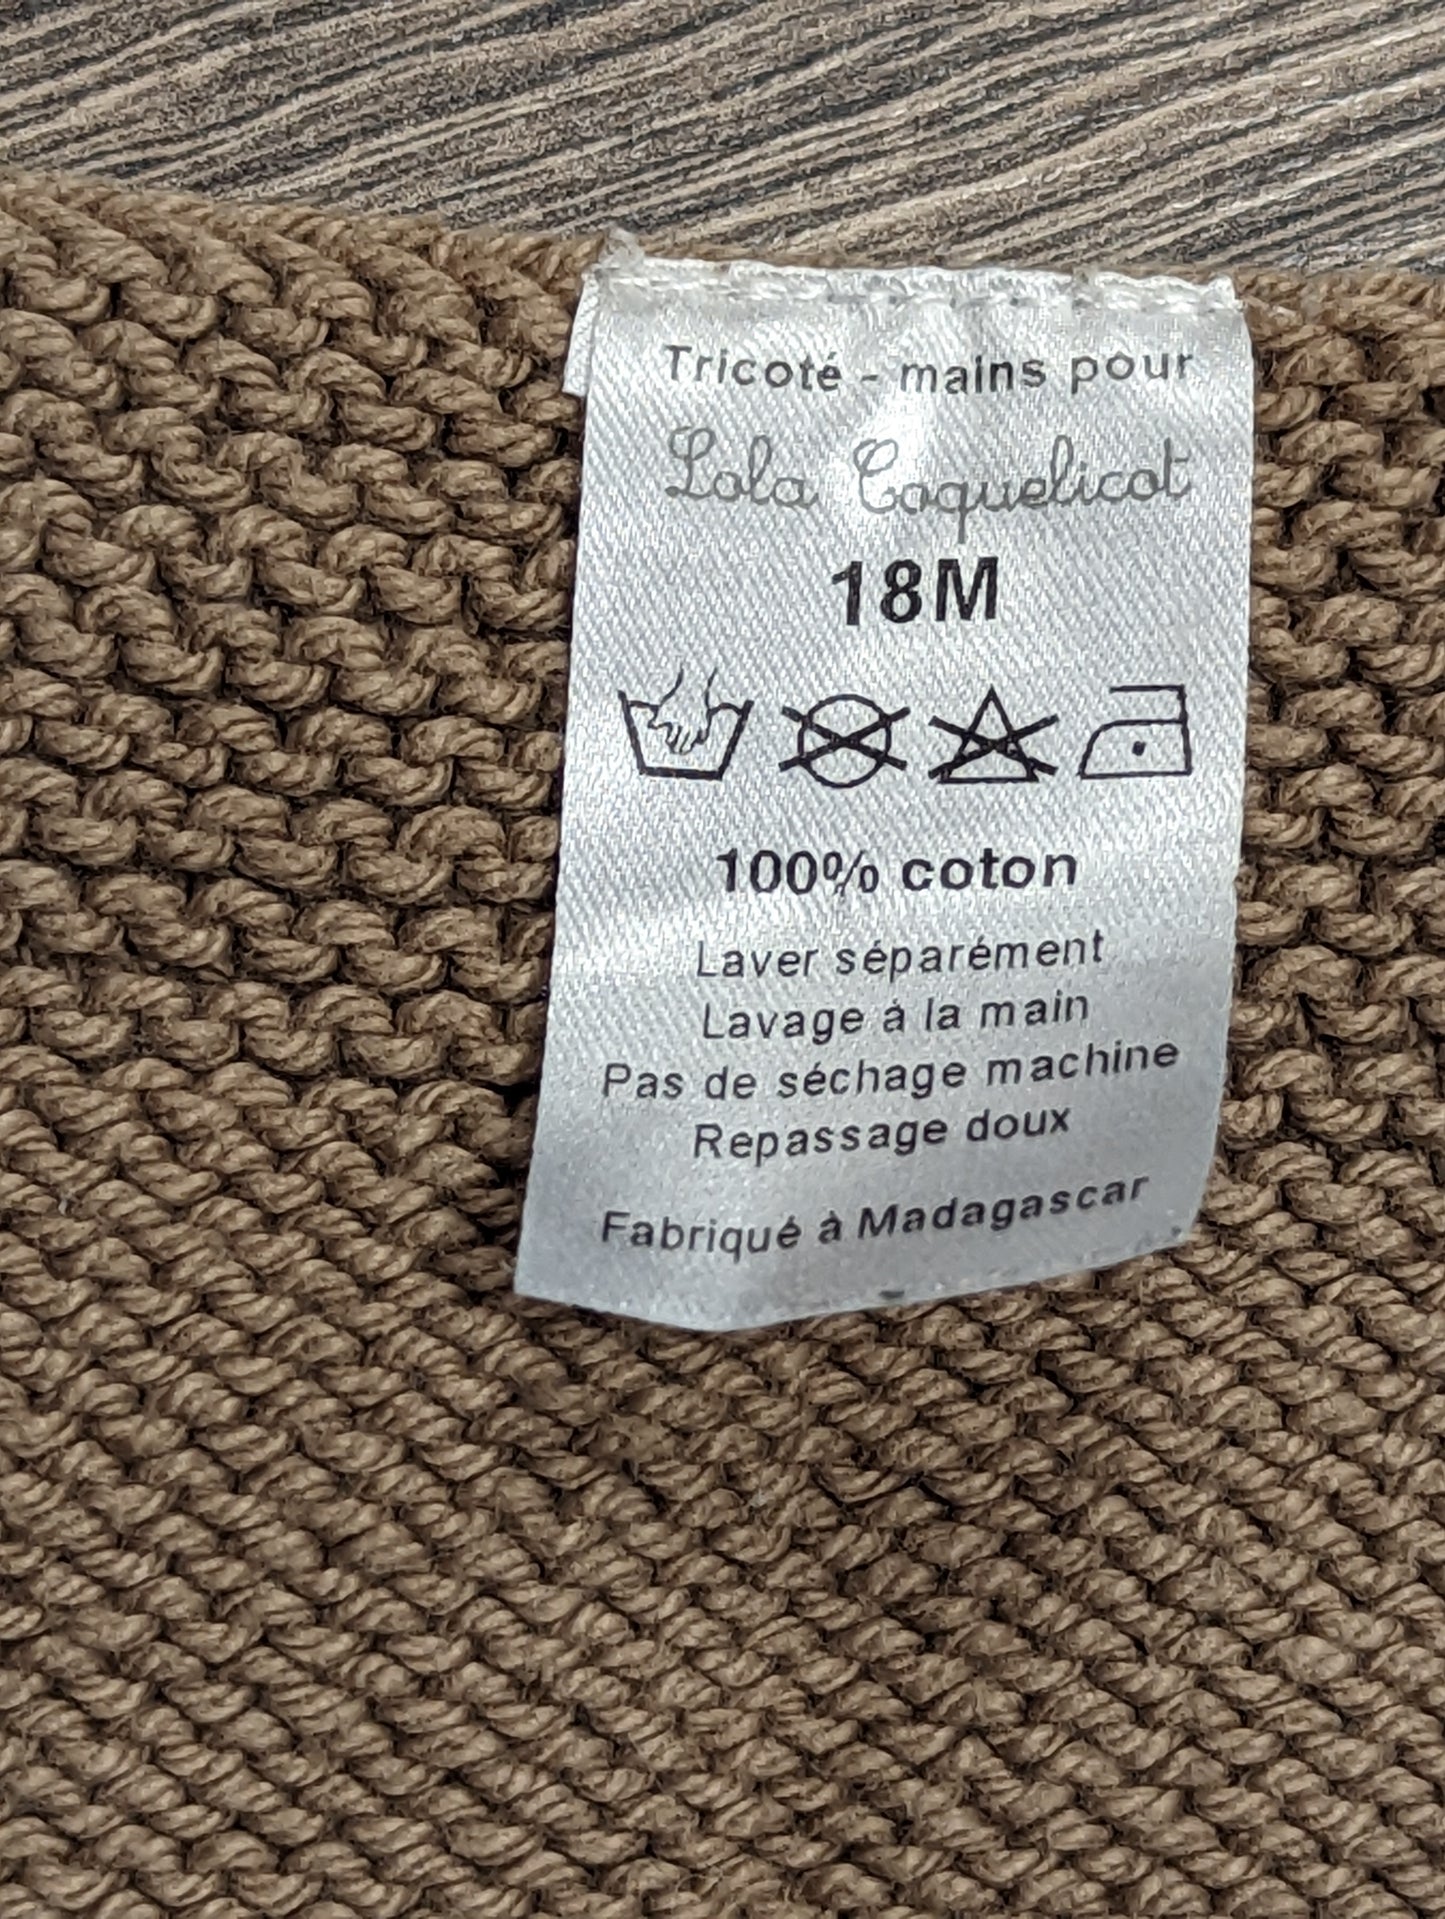 Tricoté - mains pour
Lola Coquelicot
18M
100% coton
Laver séparément
Lavage à la main
Pas de séchage machine
Repassage doux
Fabriqué à Madagascar